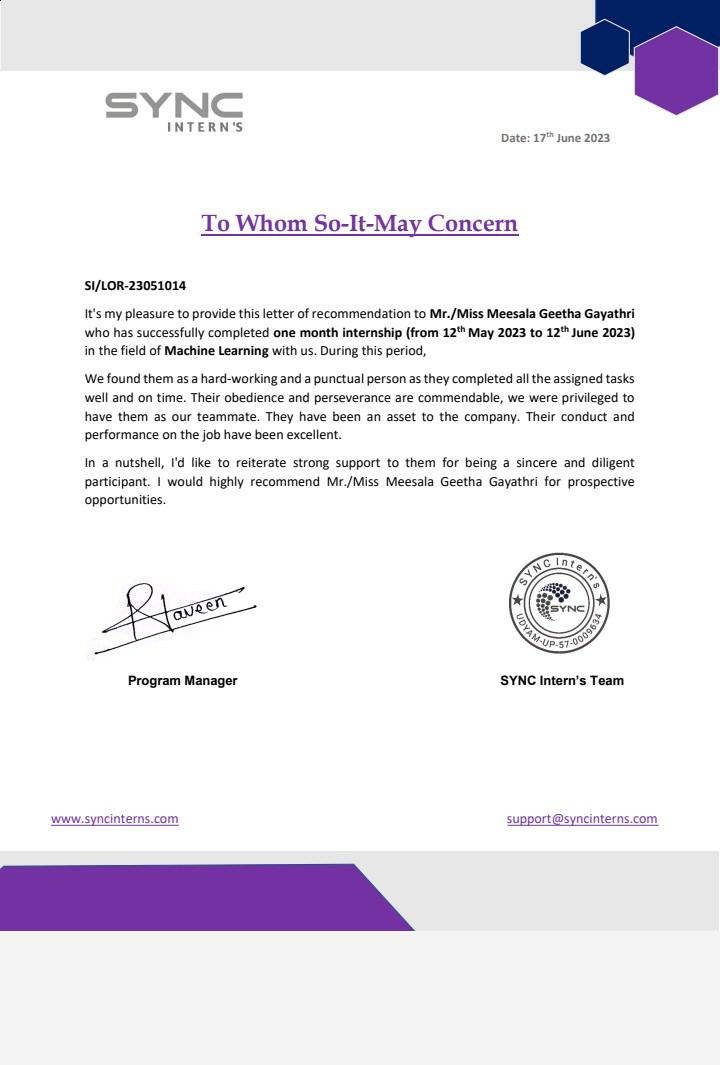 SYNC
INTERN'S
Date: 17th June 2023
To Whom So-It-May Concern
SI/LOR-23051014
It's my pleasure to provide this letter of recommendation to Mr./Miss Meesala Geetha Gayathri
who has successfully completed one month internship (from 12th May 2023 to 12th June 2023)
in the field of Machine Learning with us. During this period,
We found them as a hard-working and a punctual person as they completed all the assigned tasks
well and on time. Their obedience and perseverance are commendable, we were privileged to
have them as our teammate. They have been an asset to the company. Their conduct and
performance on the job have been excellent.
In a nutshell, I'd like to reiterate strong support to them for being a sincere and diligent
participant. I would highly recommend Mr./Miss Meesala Geetha Gayathri for prospective
opportunities.
SYNC Intern's
SYNC
UDYAM-UP-57-0009634
Program Manager
SYNC Intern's Team
www.syncinterns.com
support@syncinterns.com